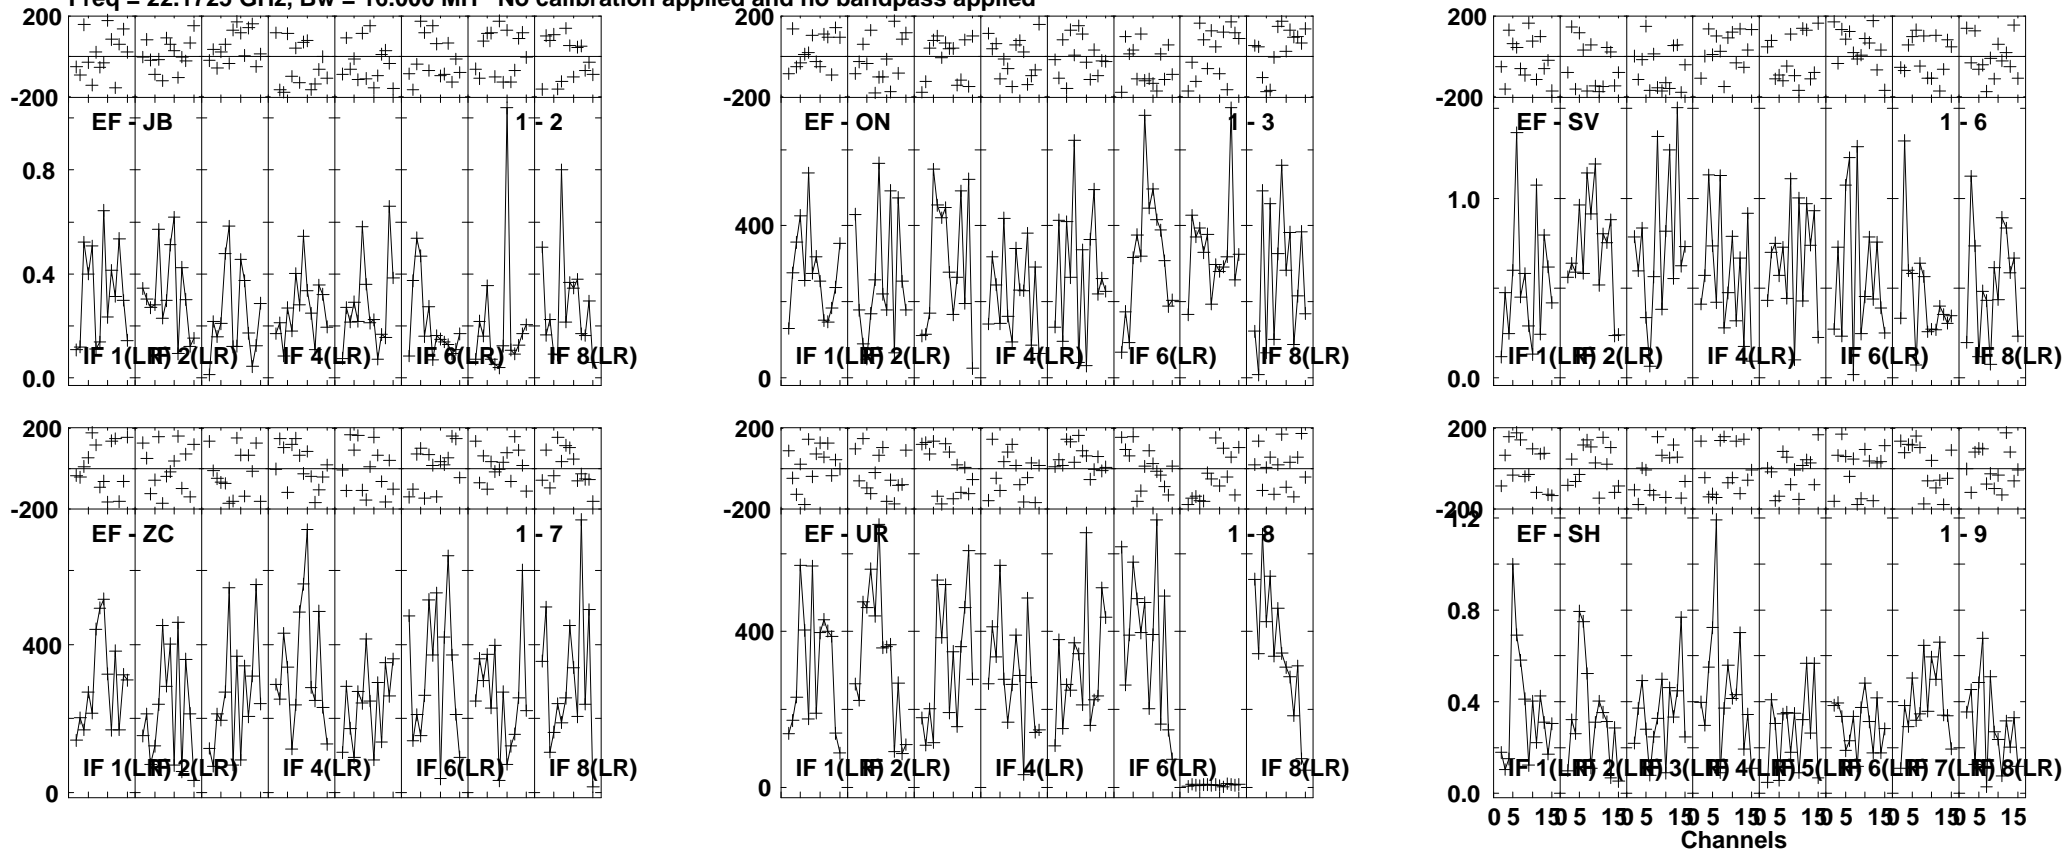 Freq = 22.1725 GHz, Bw = 16.000 MH No calibration applied and no bandpass applied
200
-200
EF - JB 1 - 2
0.8
0.4
0.0
IF 1(LR) IF 2(LR) IF 4(LR) IF 6(LR) IF 8(LR)
200
-200
EF - ON 1 - 3
400
0
IF 1(LR) IF 2(LR) IF 4(LR) IF 6(LR) IF 8(LR)
200
-200
EF - SV 1 - 6
1.0
0.0
IF 1(LR) IF 2(LR) IF 4(LR) IF 6(LR) IF 8(LR)
200
-200
EF - ZC 1 - 7
400
0
IF 1(LR) IF 2(LR) IF 4(LR) IF 6(LR) IF 8(LR)
200
-200
EF - UR 1 - 8
400
0
IF 1(LR) IF 2(LR) IF 4(LR) IF 6(LR) IF 8(LR)
200
-200
1.2
EF - SH 1 - 9
0.8
0.4
0.0
IF 1(LR) IF 2(LR) IF 3(LR) IF 4(LR) IF 5(LR) IF 6(LR) IF 7(LR) IF 8(LR)
0 5 15 0 5 15 0 5 15 0 5 15 0 5 15 0 5 15 0 5 15 0 5 15
Channels